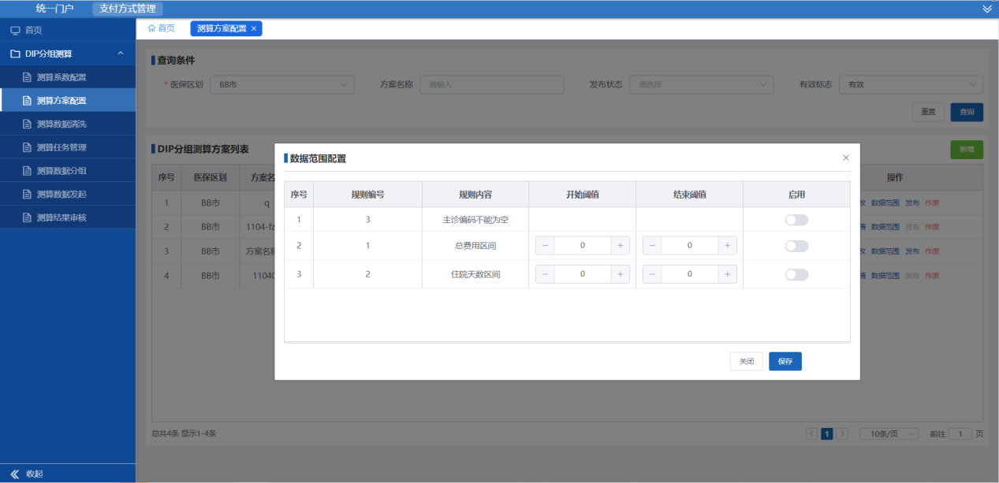 统一门户 支付方式管理
首页
DIP分组测算
测算系数配置
测算方案配置
测算数据清洗
测算任务管理
测算数据分组
测算数据发起
测算结果审核
收起
首页 测算方案配置 ×
查询条件
* 医保区划 BB市 方案名称 请输入 发布状态 请选择 有效标志 有效
重置 查询
DIP分组测算方案列表 新增
序号 医保区划 方案名 操作
1 BB市 q 数据范围 发布 作废
2 BB市 1104-fz 数据范围 发布 作废
3 BB市 方案名称 数据范围 发布 作废
4 BB市 1104 数据范围 发布 作废
数据范围配置 ×
序号 规则编号 规则内容 开始阈值 结束阈值 启用
1 3 主诊编码不能为空
2 1 总费用区间 − 0 + − 0 +
3 2 住院天数区间 − 0 + − 0 +
关闭 保存
总共4条 显示1-4条 < 1 > 10条/页 前往 1 页